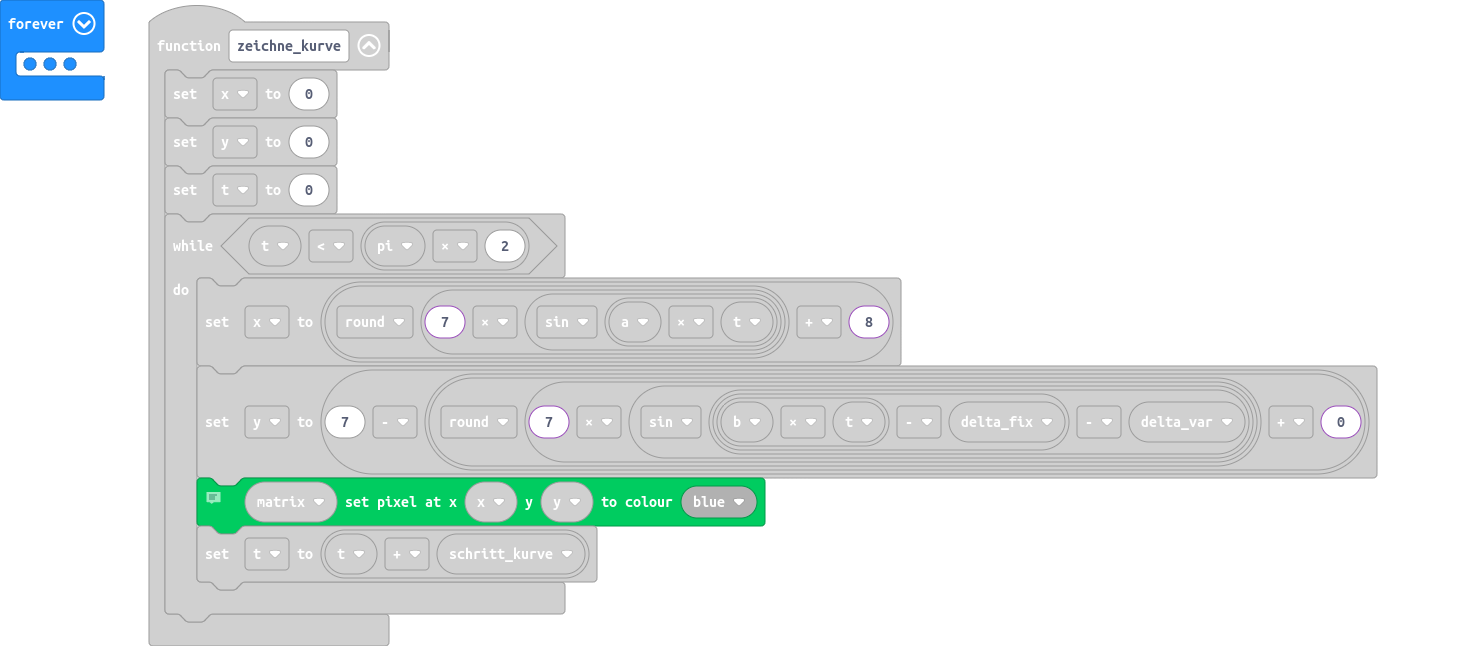 forever
function zeichne_kurve
set x to 0
set y to 0
set t to 0
while t < pi × 2
do
set x to round 7 × sin a × t + 8
set y to 7 - round 7 × sin b × t - delta_fix - delta_var + 0
matrix set pixel at x x y y to colour blue
set t to t + schritt_kurve